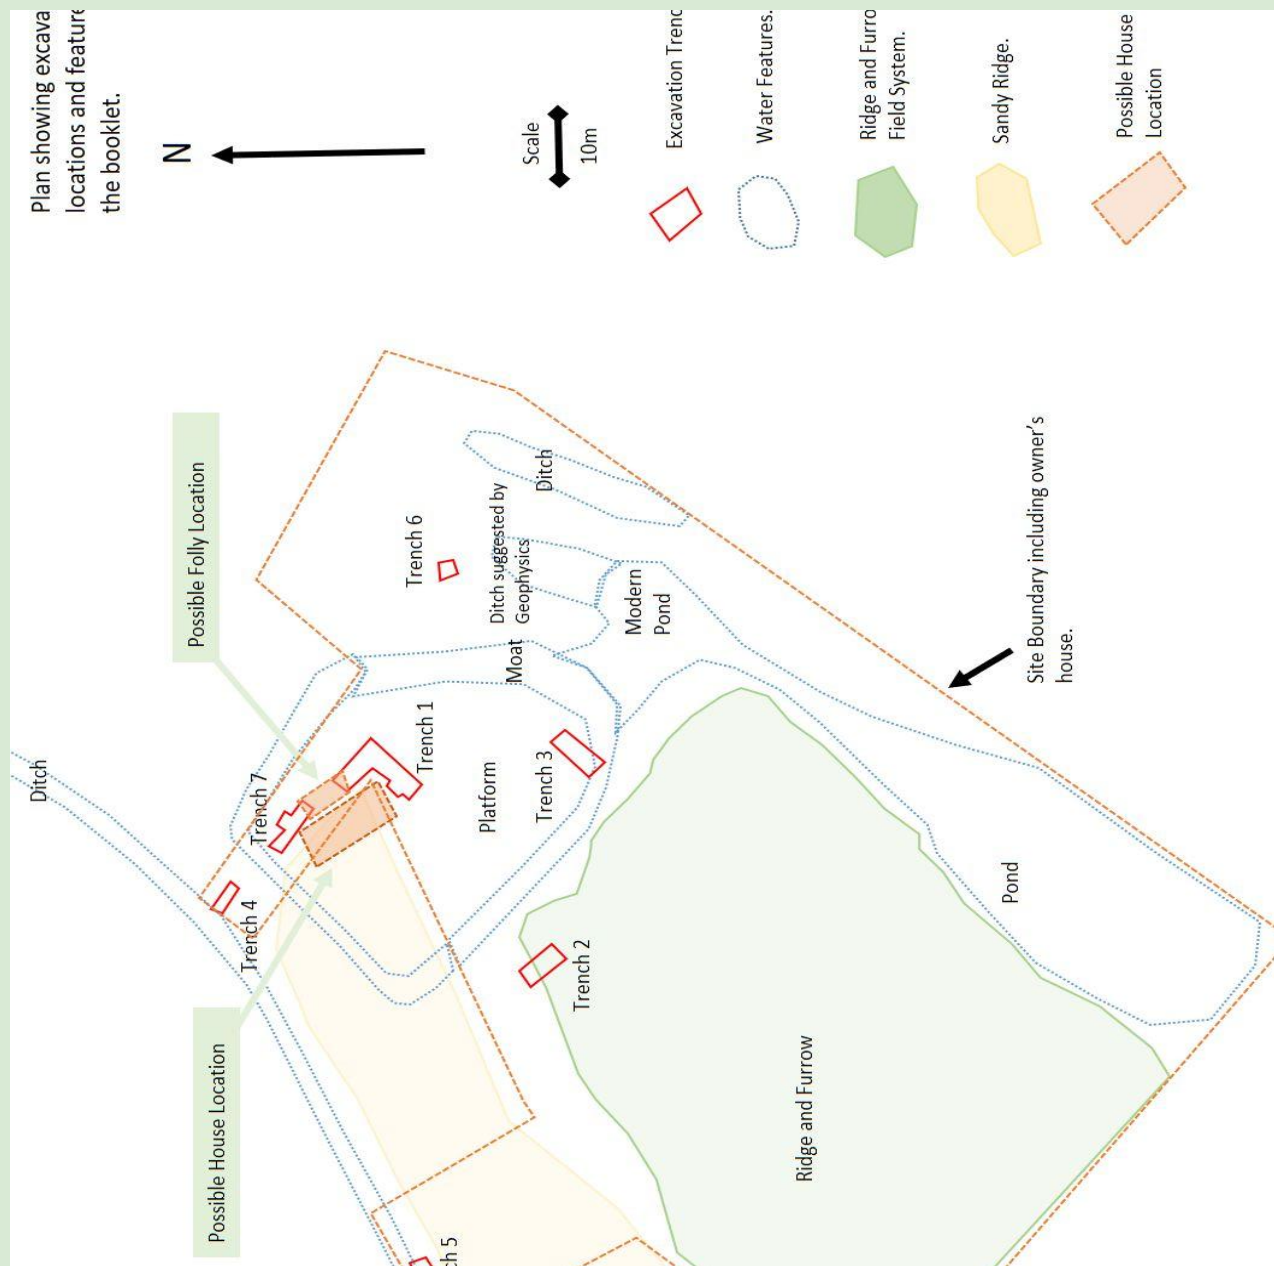 Plan showing excava
locations and feature
the booklet.
N
Scale
10m
Excavation Trenc
Water Features.
Ridge and Furro
Field System.
Sandy Ridge.
Possible House
Location
Possible Folly Location
Possible House Location
Ditch
Trench 7
Trench 4
Trench 1
Trench 6
Platform
Ditch suggested by
Geophysics
Moat
Ditch
Trench 3
Trench 2
Modern
Pond
ch 5
Ridge and Furrow
Pond
Site Boundary including owner's
house.